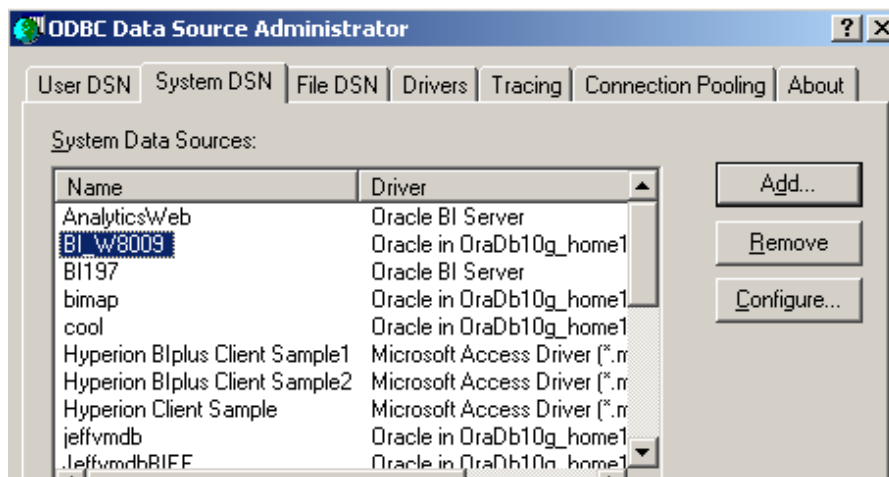 ODBC Data Source Administrator
User DSN System DSN File DSN Drivers Tracing Connection Pooling About
System Data Sources:
Name Driver
AnalyticsWeb Oracle BI Server
BI_W8009 Oracle in OraDb10g_home1
BI197 Oracle BI Server
bimap Oracle in OraDb10g_home1
cool Oracle in OraDb10g_home1
Hyperion BIplus Client Sample1 Microsoft Access Driver (*.m
Hyperion BIplus Client Sample2 Microsoft Access Driver (*.m
Hyperion Client Sample Microsoft Access Driver (*.m
jeffvmdb Oracle in OraDb10g_home1
JeffvmdbBIEE Oracle in OraDb10g_home1
Add...
Remove
Configure...